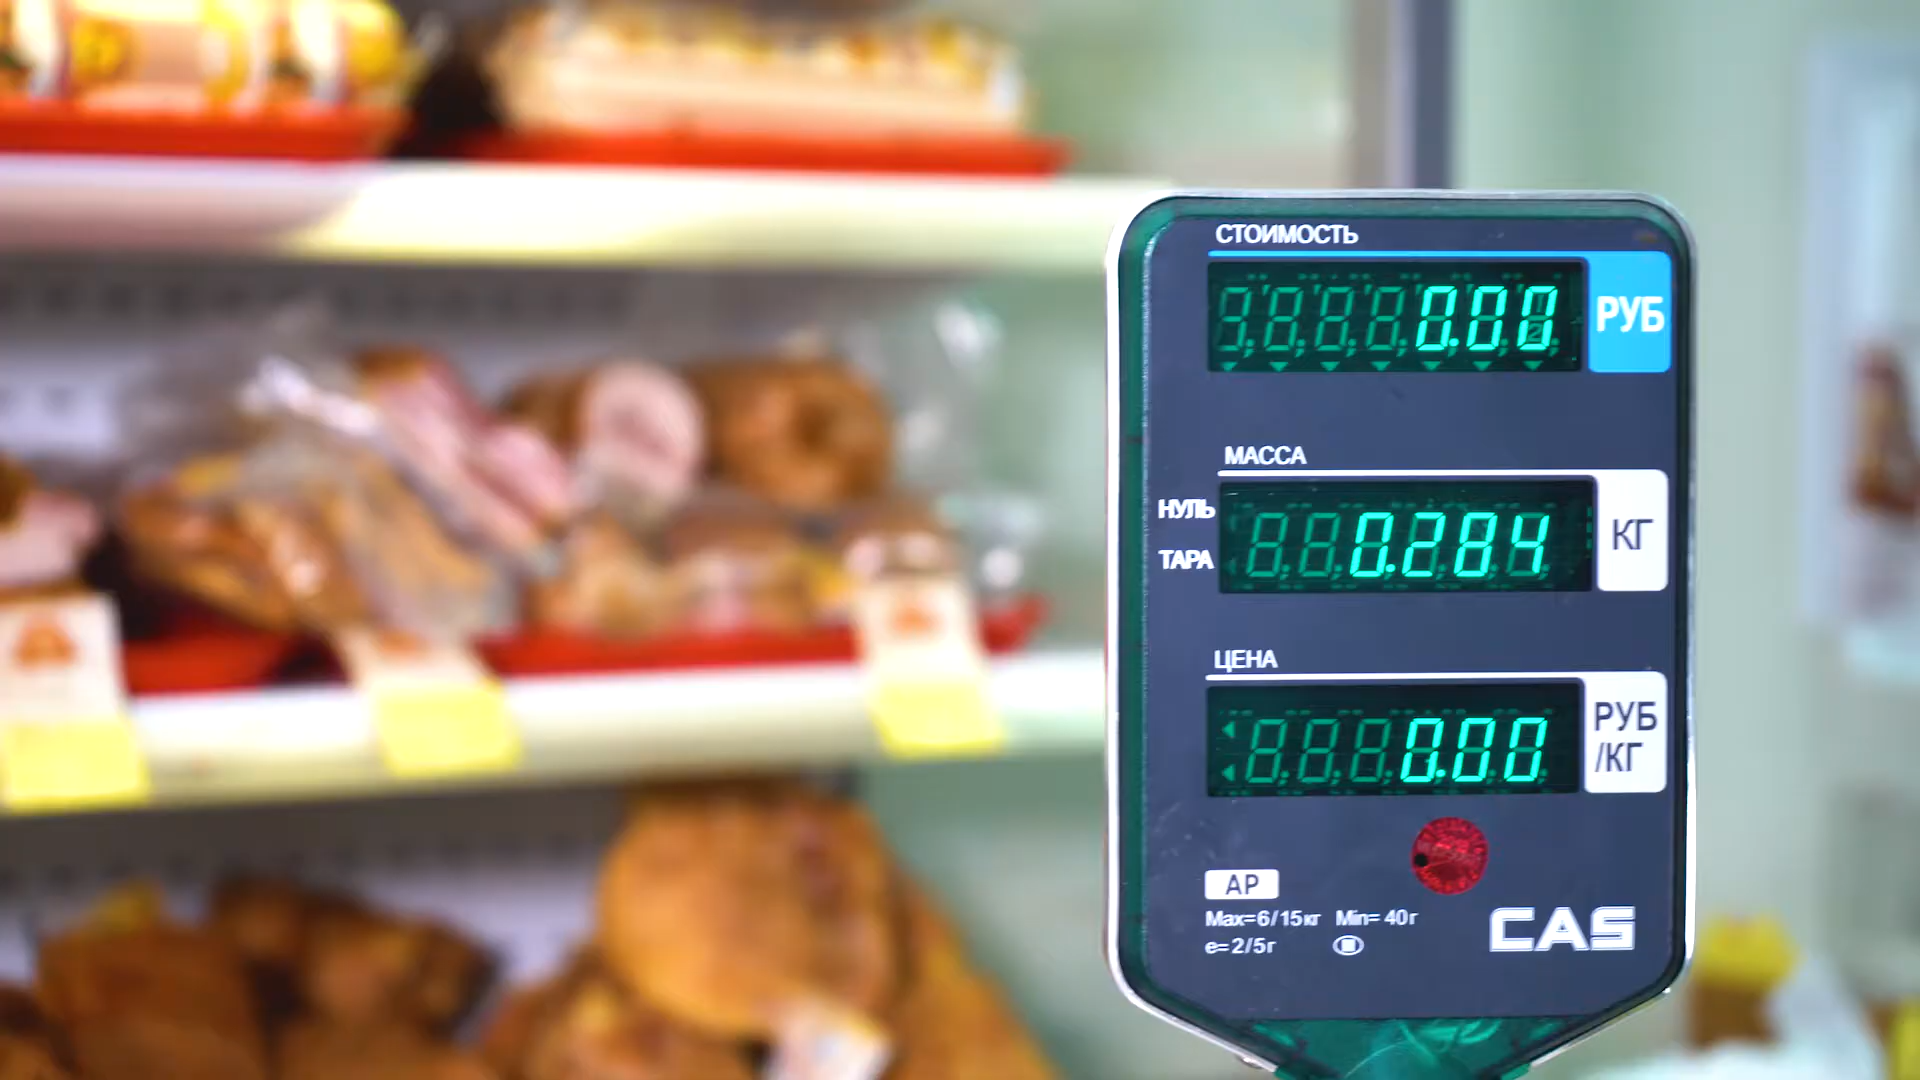 СТОИМОСТЬ
0.00 РУБ
МАССА
НУЛЬ
ТАРА
0.284 КГ
ЦЕНА
0.00 РУБ
/КГ
АР
Max=6/15кг Min=40г
e=2/5г
CAS